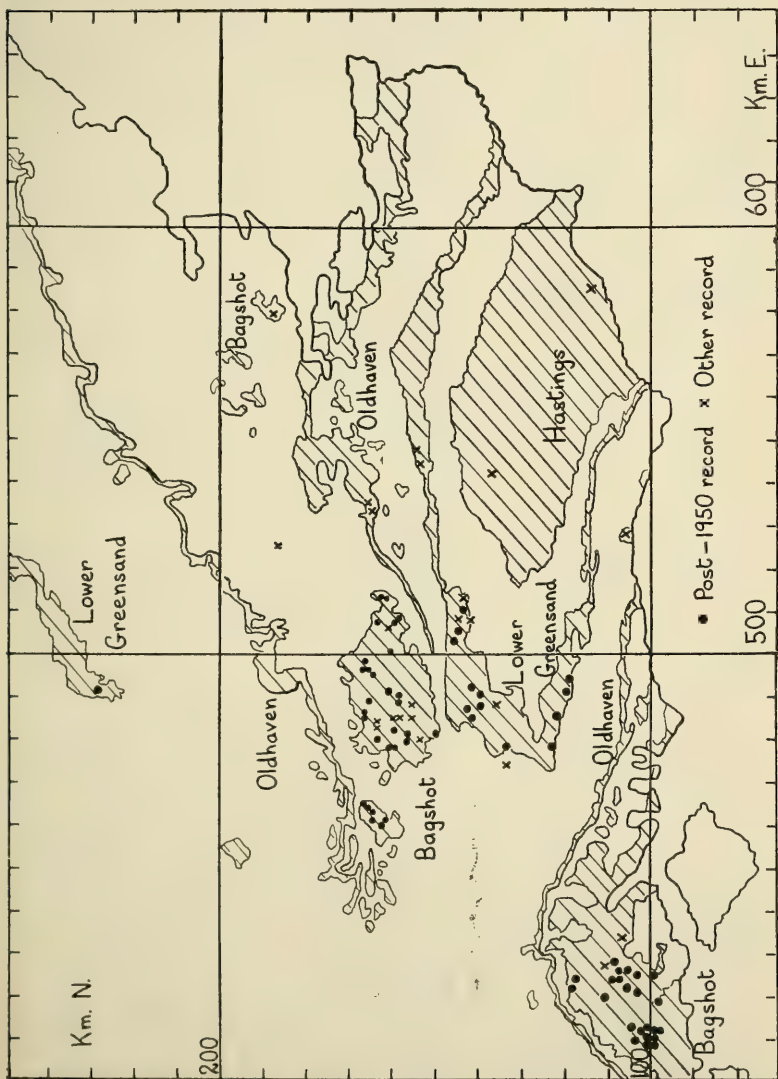 Km. N.
200
100
Km. E.
500
600
Lower
Greensand
Oldhaven
Bagshot
Bagshot
Oldhaven
Lower
Greensand
Hastings
Oldhaven
Bagshot
• Post-1950 record × Other record